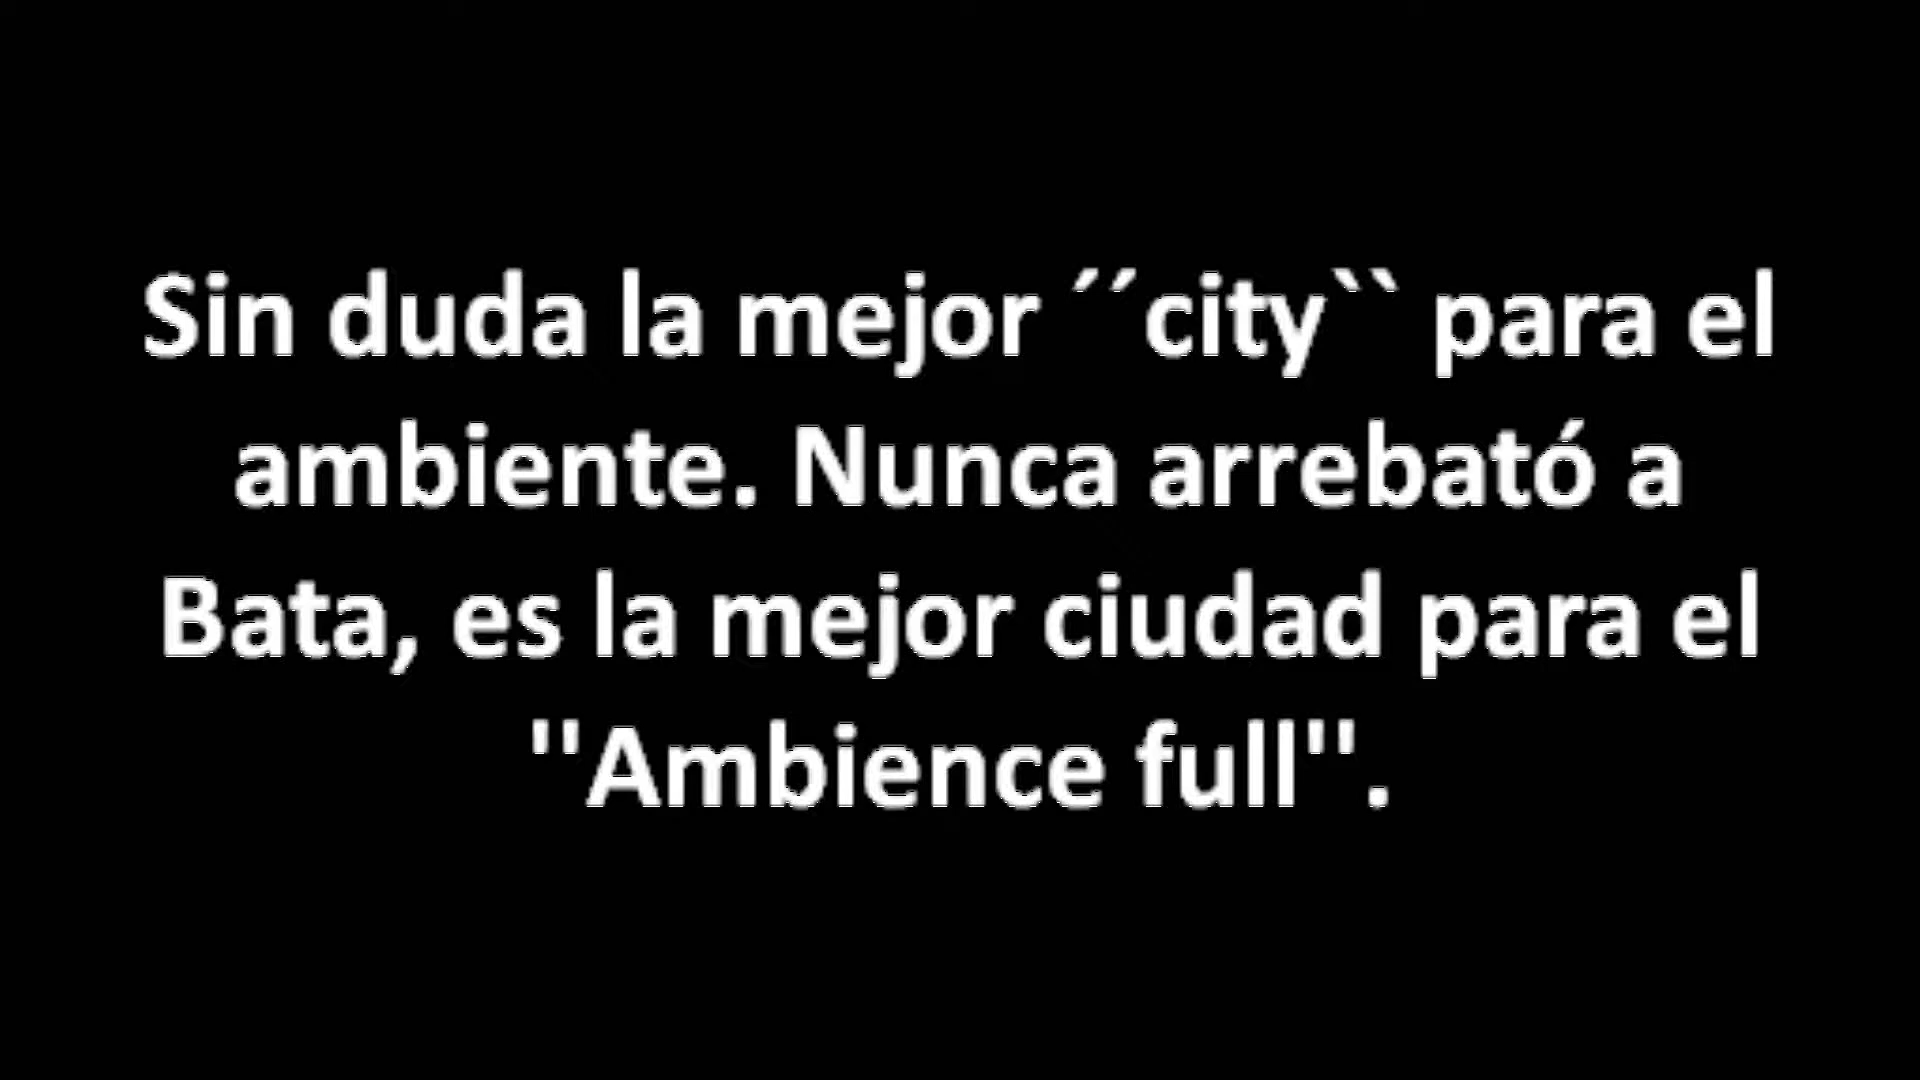 Sin duda la mejor ´´city`` para el
ambiente. Nunca arrebató a
Bata, es la mejor ciudad para el
''Ambience full''.